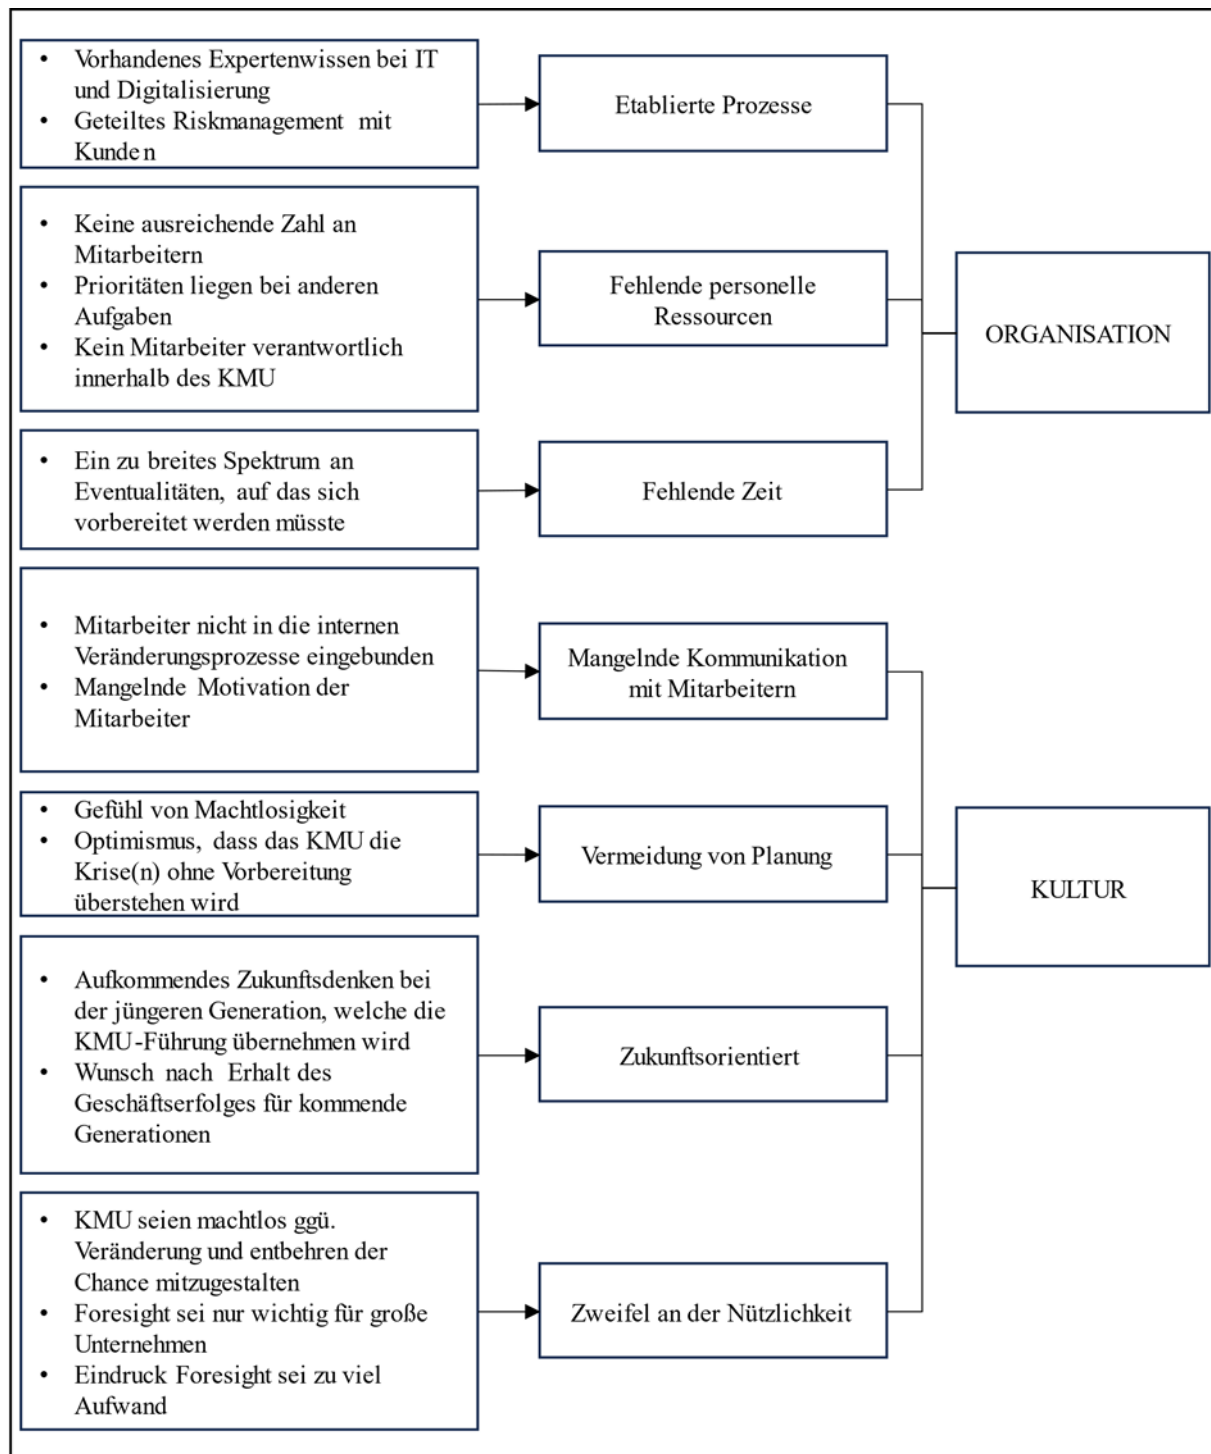 • Vorhandenes Expertenwissen bei IT
und Digitalisierung
• Geteiltes Riskmanagement mit
Kunden
Etablierte Prozesse
• Keine ausreichende Zahl an
Mitarbeitern
• Prioritäten liegen bei anderen
Aufgaben
• Kein Mitarbeiter verantwortlich
innerhalb des KMU
Fehlende personelle
Ressourcen
• Ein zu breites Spektrum an
Eventualitäten, auf das sich
vorbereitet werden müsste
Fehlende Zeit
ORGANISATION
• Mitarbeiter nicht in die internen
Veränderungsprozesse eingebunden
• Mangelnde Motivation der
Mitarbeiter
Mangelnde Kommunikation
mit Mitarbeitern
• Gefühl von Machtlosigkeit
• Optimismus, dass das KMU die
Krise(n) ohne Vorbereitung
überstehen wird
Vermeidung von Planung
• Aufkommendes Zukunftsdenken bei
der jüngeren Generation, welche die
KMU-Führung übernehmen wird
• Wunsch nach Erhalt des
Geschäftserfolges für kommende
Generationen
Zukunftsorientiert
• KMU seien machtlos ggü.
Veränderung und entbehren der
Chance mitzugestalten
• Foresight sei nur wichtig für große
Unternehmen
• Eindruck Foresight sei zu viel
Aufwand
Zweifel an der Nützlichkeit
KULTUR